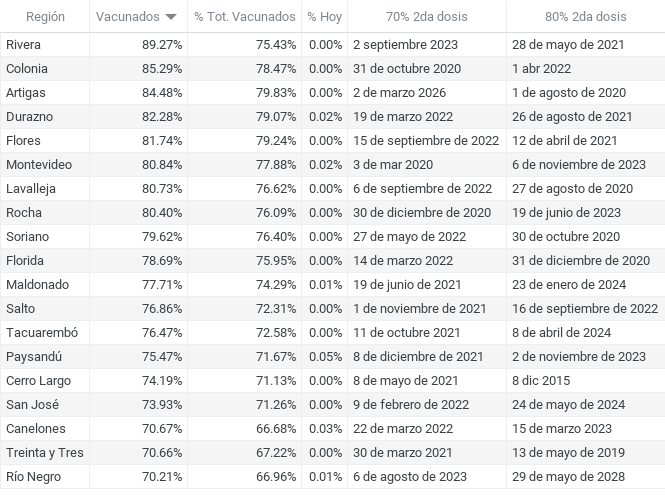 Región Vacunados % Tot. Vacunados % Hoy 70% 2da dosis 80% 2da dosis
Rivera 89.27% 75.43% 0.00% 2 septiembre 2023 28 de mayo de 2021
Colonia 85.29% 78.47% 0.00% 31 de octubre 2020 1 abr 2022
Artigas 84.48% 79.83% 0.00% 2 de marzo 2026 1 de agosto de 2020
Durazno 82.28% 79.07% 0.02% 19 de marzo 2022 26 de agosto de 2021
Flores 81.74% 79.24% 0.00% 15 de septiembre de 2022 12 de abril de 2021
Montevideo 80.84% 77.88% 0.02% 3 de mar 2020 6 de noviembre de 2023
Lavalleja 80.73% 76.62% 0.00% 6 de septiembre de 2022 27 de agosto de 2020
Rocha 80.40% 76.09% 0.00% 30 de diciembre de 2020 19 de junio de 2023
Soriano 79.62% 76.40% 0.00% 27 de mayo de 2022 30 de octubre de 2020
Florida 78.69% 75.95% 0.00% 14 de marzo 2022 31 de diciembre de 2020
Maldonado 77.71% 74.29% 0.01% 19 de junio de 2021 23 de enero de 2024
Salto 76.86% 72.31% 0.00% 1 de noviembre de 2021 16 de septiembre de 2022
Tacuarembó 76.47% 72.58% 0.00% 11 de octubre 2021 8 de abril de 2024
Paysandú 75.47% 71.67% 0.05% 8 de diciembre de 2021 2 de noviembre de 2023
Cerro Largo 74.19% 71.13% 0.00% 8 de mayo de 2021 8 dic 2015
San José 73.93% 71.26% 0.00% 9 de febrero de 2022 24 de mayo de 2024
Canelones 70.67% 66.68% 0.03% 22 de marzo 2022 15 de marzo 2023
Treinta y Tres 70.66% 67.22% 0.00% 30 de marzo 2021 13 de mayo de 2019
Río Negro 70.21% 66.96% 0.01% 6 de agosto de 2023 29 de mayo de 2028